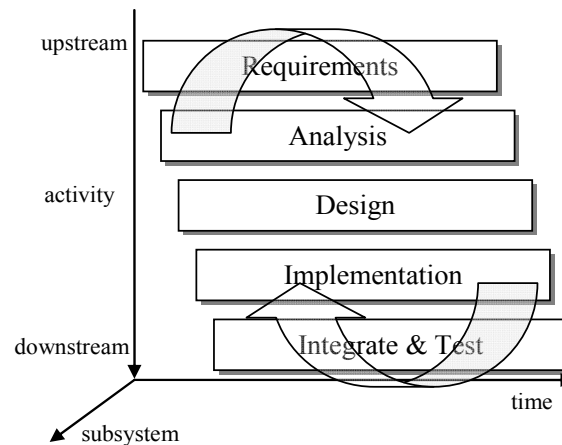 upstream
Requirements
Analysis
activity
Design
Implementation
downstream
Integrate & Test
time
subsystem